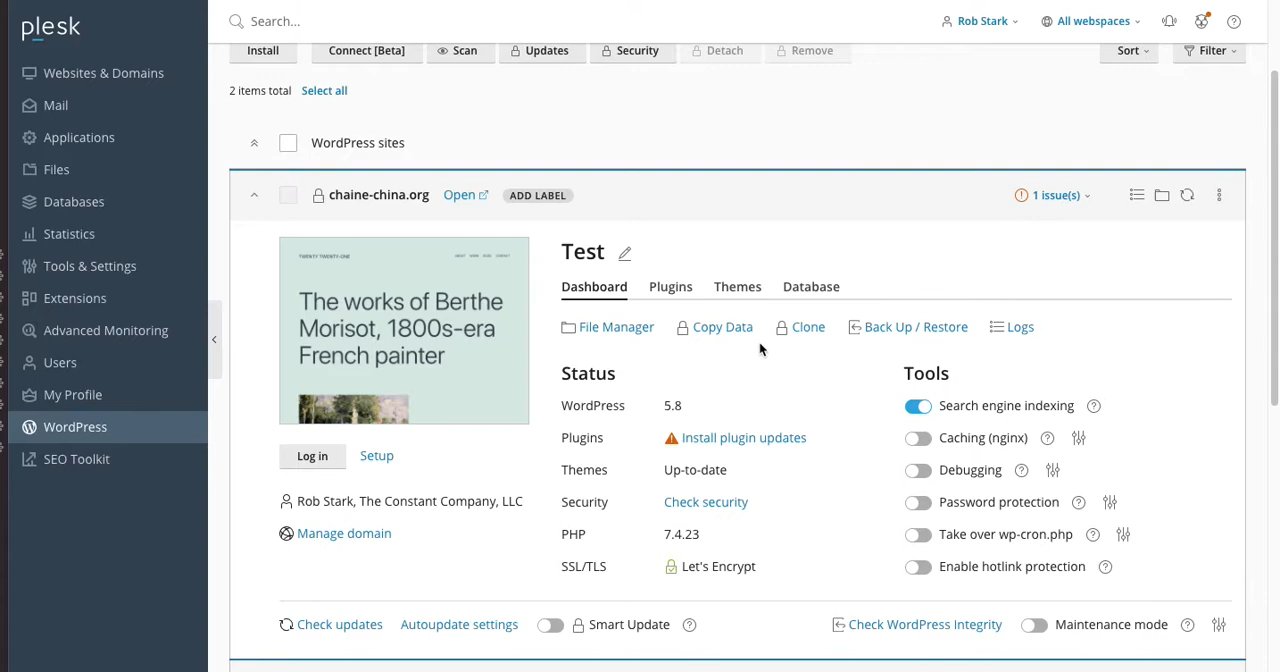 plesk
Search...
Rob Stark
All webspaces
Websites & Domains
Mail
Applications
Files
Databases
Statistics
Tools & Settings
Extensions
Advanced Monitoring
Users
My Profile
WordPress
SEO Toolkit
Install Connect [Beta] Scan Updates Security Detach Remove Sort Filter
2 items total Select all
WordPress sites
chaine-china.org Open ADD LABEL 1 issue(s)
TWENTY TWENTY-ONE ABOUT WORK BLOG CONTACT
The works of Berthe
Morisot, 1800s-era
French painter
Log in Setup
Rob Stark, The Constant Company, LLC
Manage domain
Test
Dashboard Plugins Themes Database
File Manager Copy Data Clone Back Up / Restore Logs
Status
WordPress 5.8
Plugins Install plugin updates
Themes Up-to-date
Security Check security
PHP 7.4.23
SSL/TLS Let's Encrypt
Tools
Search engine indexing
Caching (nginx)
Debugging
Password protection
Take over wp-cron.php
Enable hotlink protection
Check updates Autoupdate settings Smart Update Check WordPress Integrity Maintenance mode